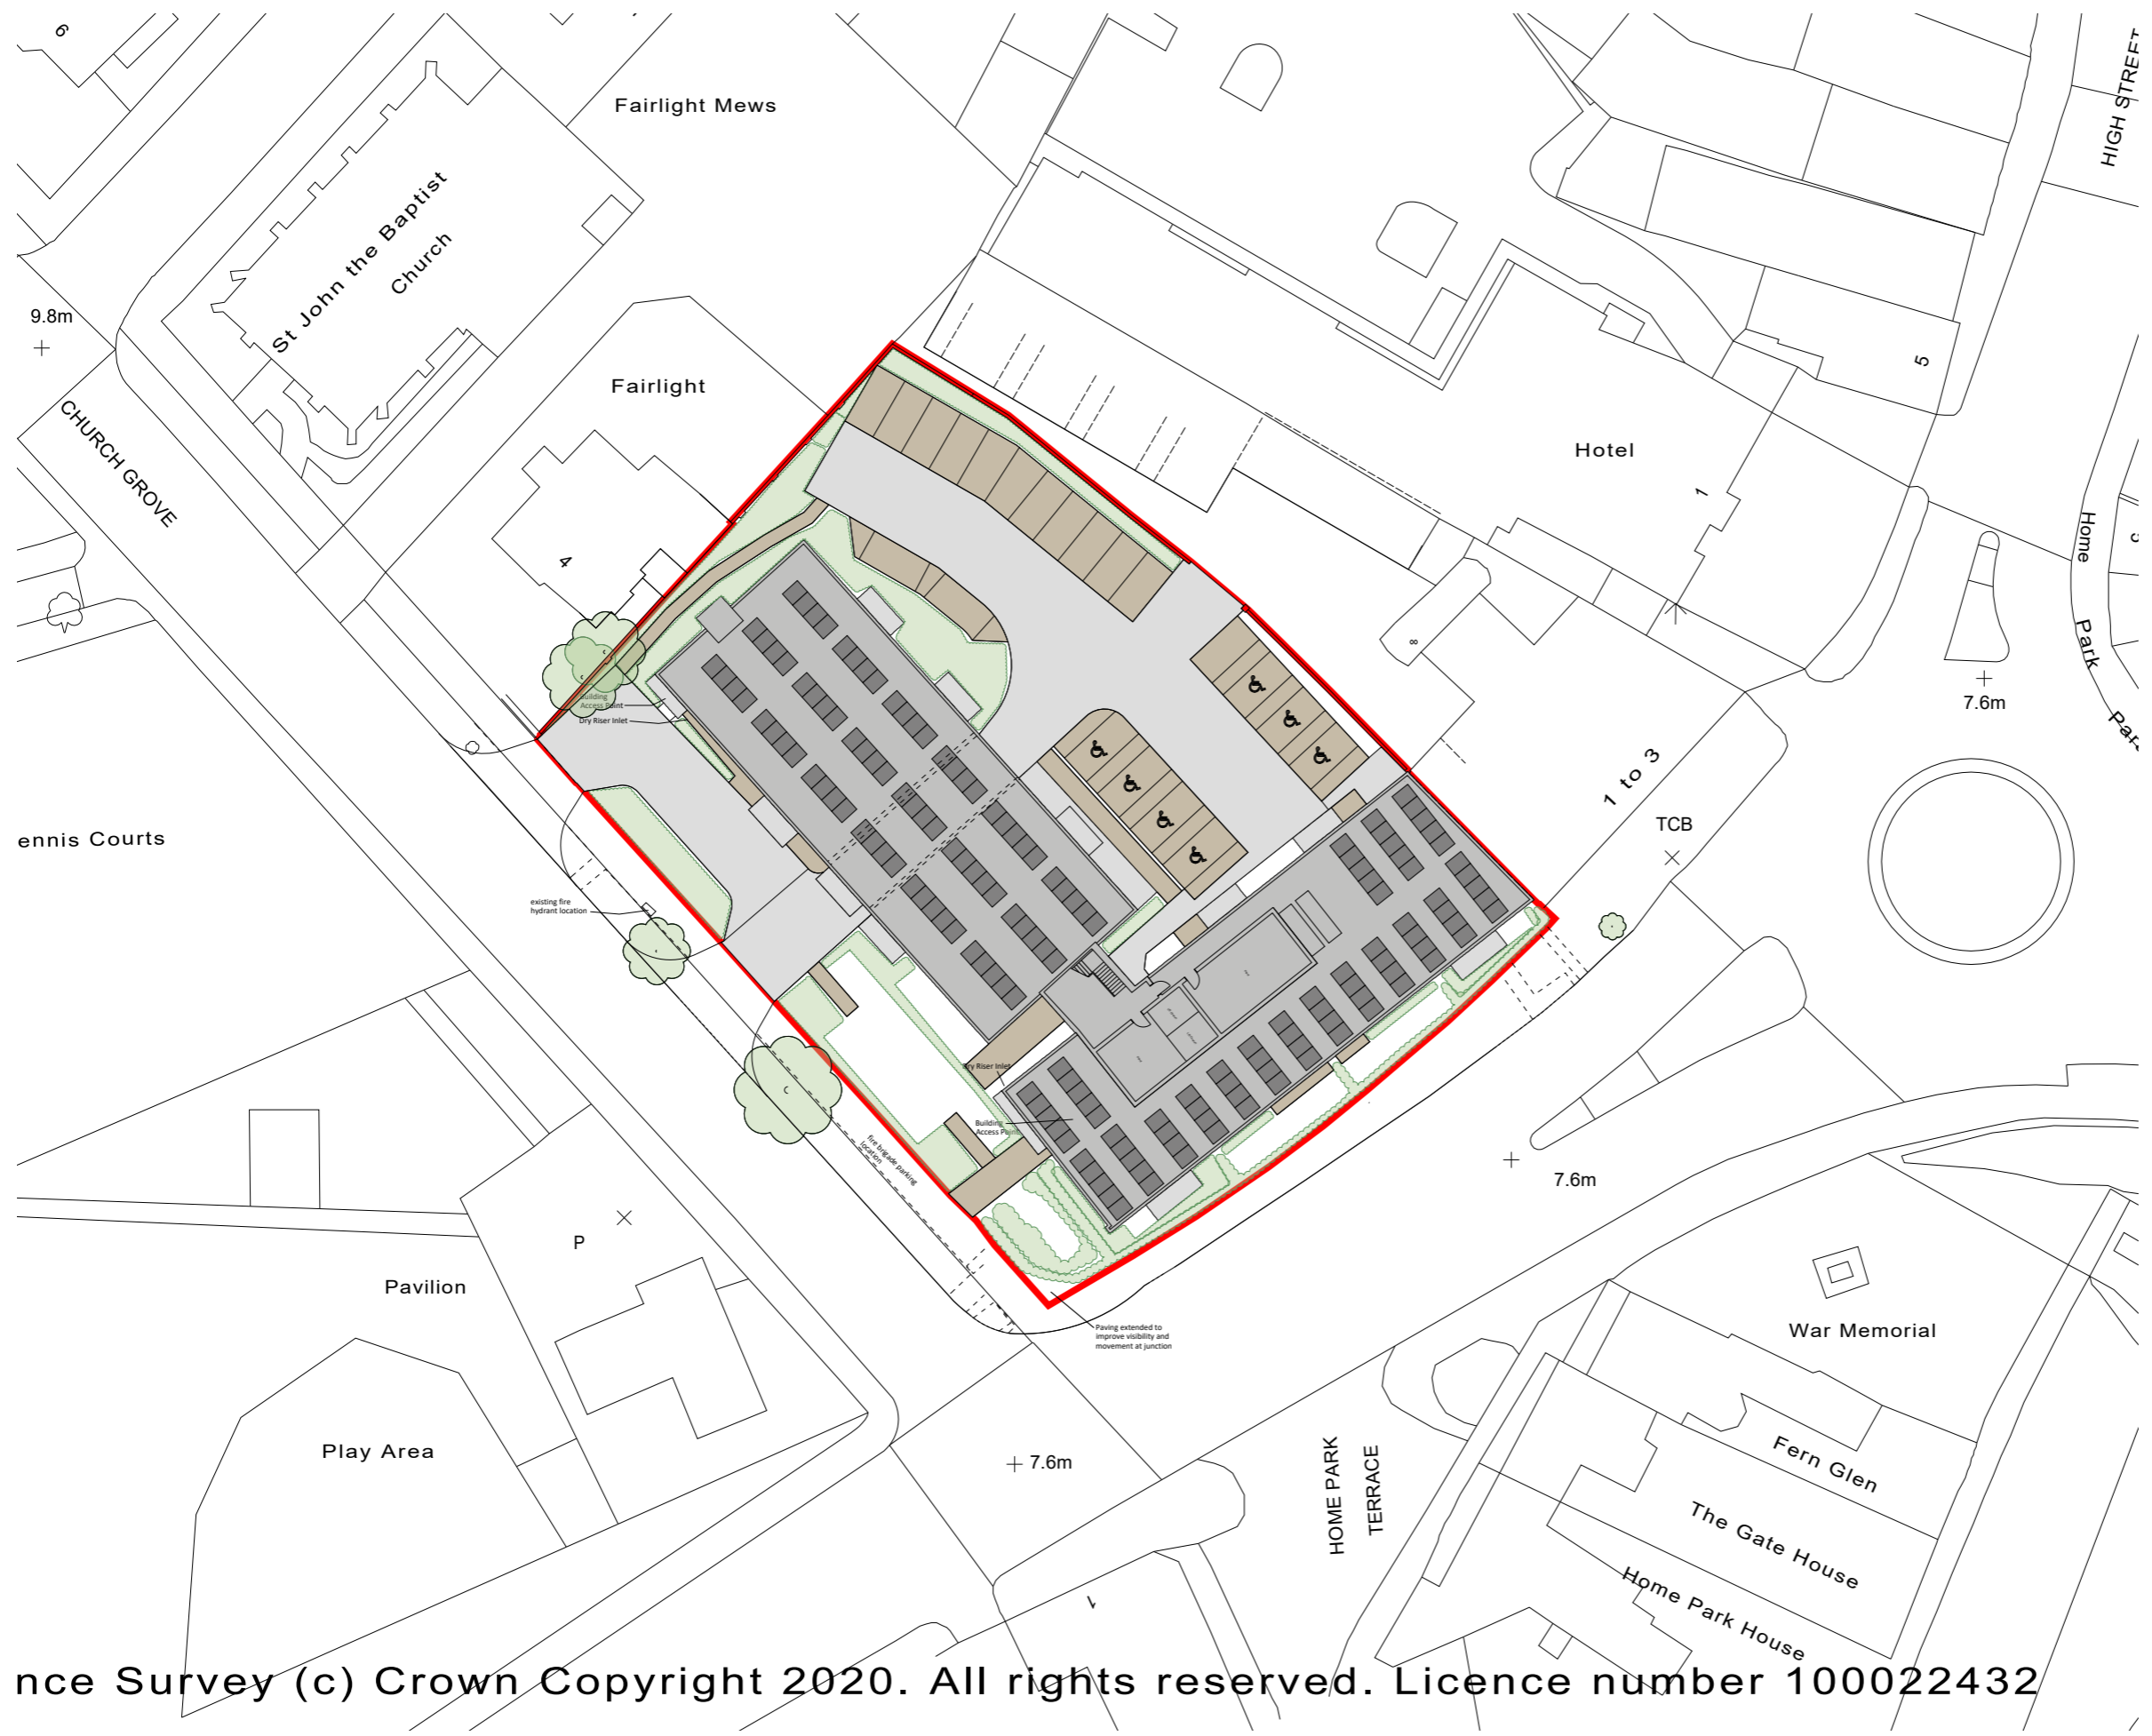 6
Fairlight Mews
HIGH STREET
St John the Baptist
Church
9.8m
Fairlight
CHURCH GROVE
4
Hotel
1
5
Home
Park
8
7.6m
1 to 3
TCB
Building
Access Point
Dry Riser Inlet
ennis Courts
existing fire
hydrant location
Dry Riser Inlet
Building
Access Point
fire brigade parking
location
7.6m
P
Pavilion
Paving extended to
improve visibility and
movement at junction
War Memorial
Play Area
7.6m
HOME PARK
TERRACE
Fern Glen
The Gate House
Home Park House
1
nce Survey (c) Crown Copyright 2020. All rights reserved. Licence number 100022432